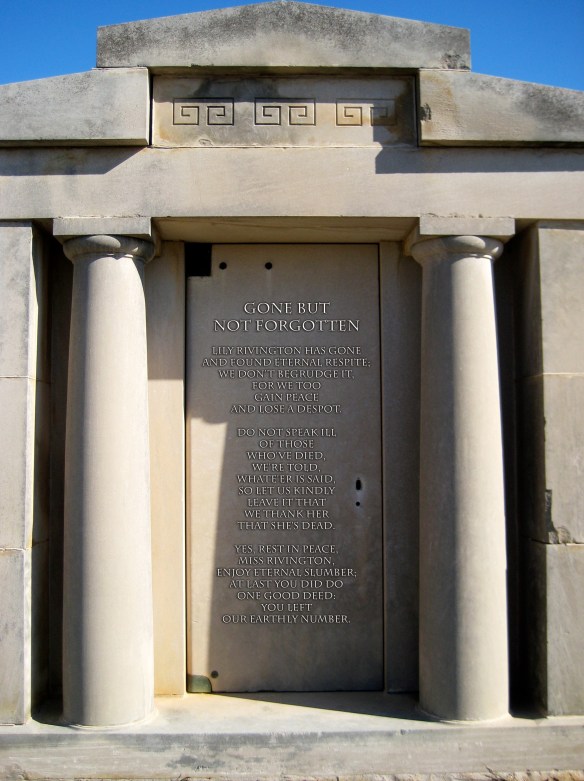 GONE BUT
NOT FORGOTTEN
LILY RIVINGTON HAS GONE
AND FOUND ETERNAL RESPITE;
WE DON'T BEGRUDGE IT,
FOR WE TOO
GAIN PEACE
AND LOSE A DESPOT.
DO NOT SPEAK ILL
OF THOSE
WHO'VE DIED,
WE'RE TOLD,
WHATE'ER IS SAID,
SO LET US KINDLY
LEAVE IT THAT
WE THANK HER
THAT SHE'S DEAD.
YES, REST IN PEACE,
MISS RIVINGTON,
ENJOY ETERNAL SLUMBER;
AT LAST YOU DID DO
ONE GOOD DEED:
YOU LEFT
OUR EARTHLY NUMBER.